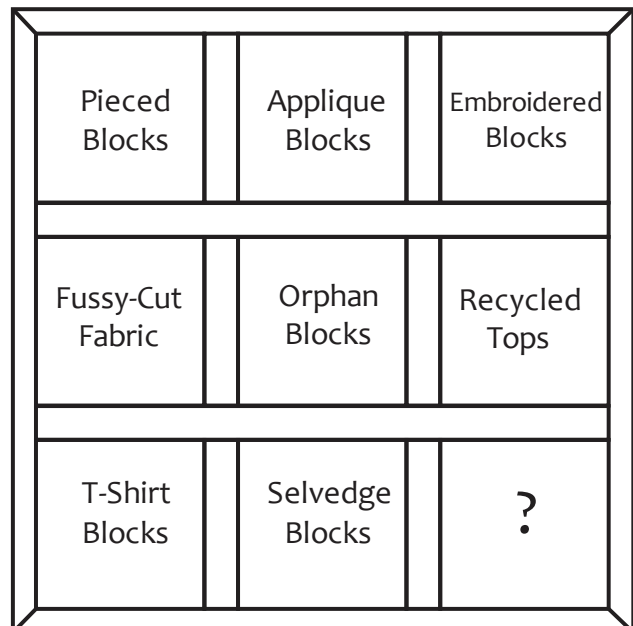 Pieced
Blocks
Applique
Blocks
Embroidered
Blocks
Fussy-Cut
Fabric
Orphan
Blocks
Recycled
Tops
T-Shirt
Blocks
Selvedge
Blocks
?